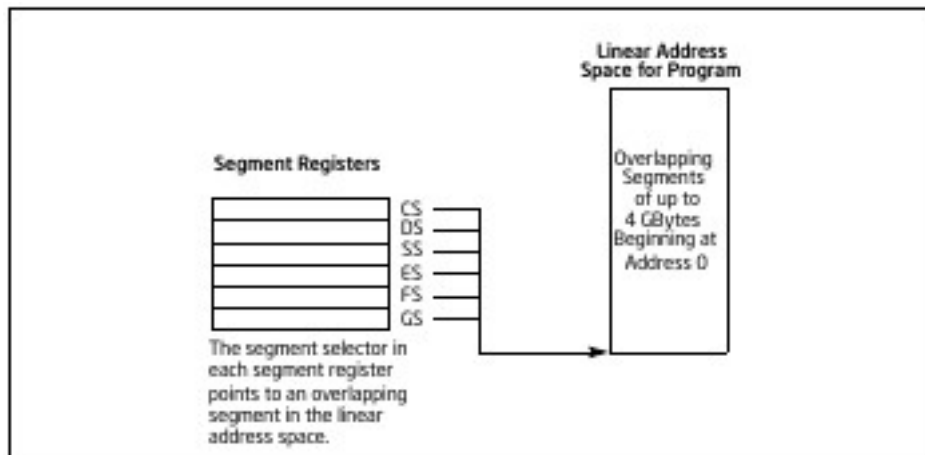 Linear Address
Space for Program
Segment Registers
Overlapping
Segments
of up to
4 GBytes
Beginning at
Address 0
CS
DS
SS
ES
FS
GS
The segment selector in
each segment register
points to an overlapping
segment in the linear
address space.